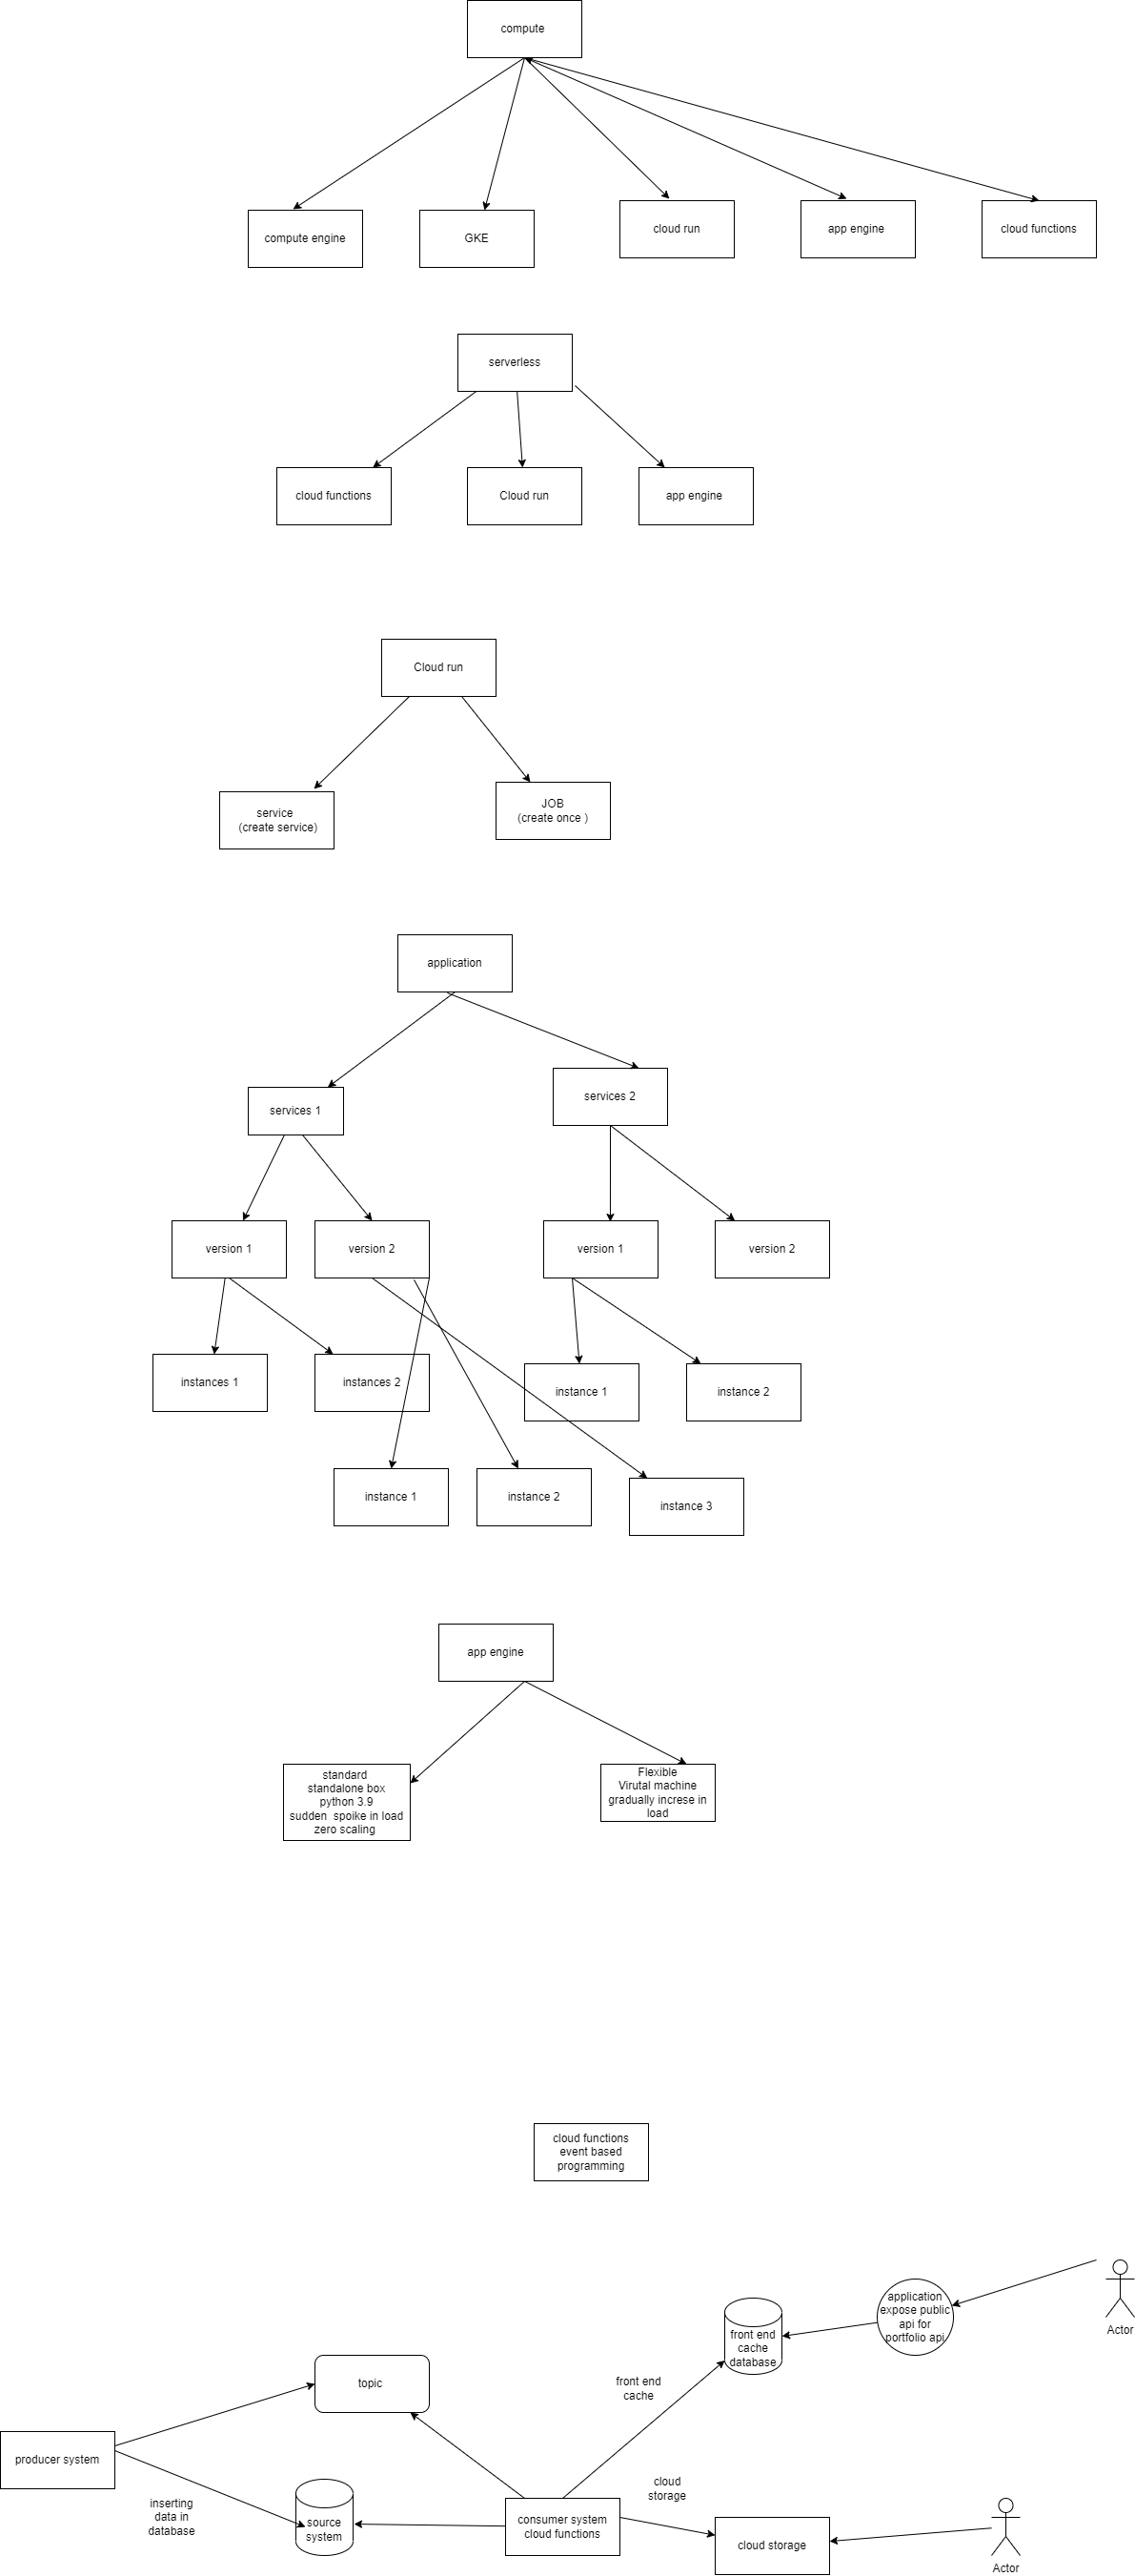 compute
compute engine
GKE
cloud run
app engine
cloud functions
serverless
cloud functions
Cloud run
app engine
Cloud run
service
(create service)
JOB
(create once )
application
services 1
services 2
version 1
version 2
version 1
version 2
instances 1
instances 2
instance 1
instance 2
instance 1
instance 2
instance 3
app engine
standard
standalone box
python 3.9
sudden spoike in load
zero scaling
Flexible
Virutal machine
gradually increse in
load
cloud functions
event based
programming
application
expose public
api for
portfolio api
Actor
front end
cache
database
front end
cache
topic
producer system
inserting
data in
database
source
system
consumer system
cloud functions
cloud
storage
cloud storage
Actor